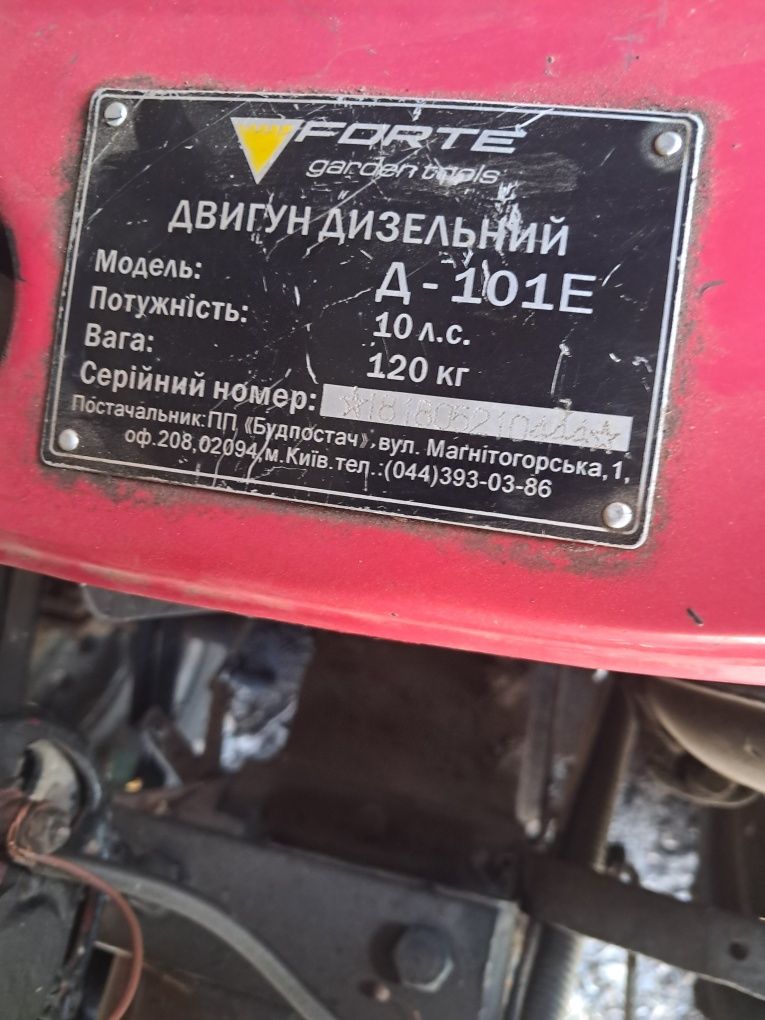 FORTE
garden tools
ДВИГУН ДИЗЕЛЬНИЙ
Модель: Д - 101Е
Потужність: 10 л.с.
Вага: 120 кг
Серійний номер:
Постачальник:ПП «Будпостач», вул. Магнітогорська,1,
оф.208,02094,м.Київ.тел.:(044)393-03-86